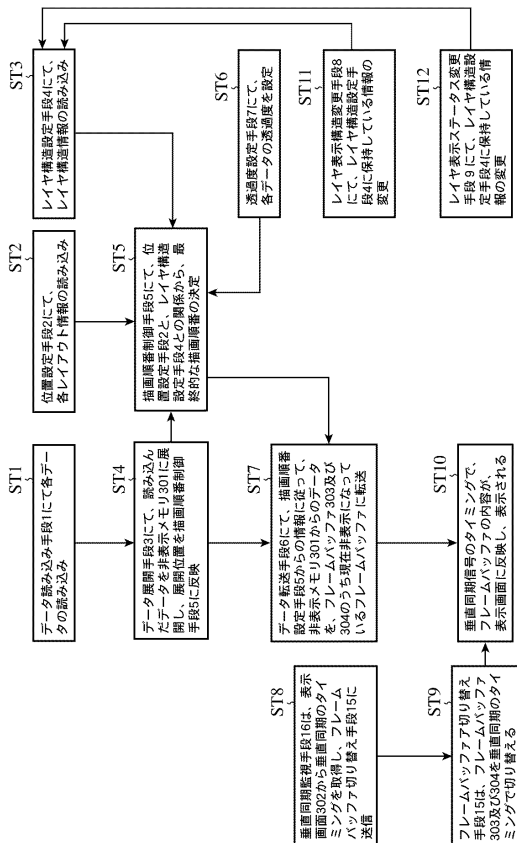 ST1
データ読み込み手段1にて各デー
タの読み込み
ST2
位置設定手段2にて、
各レイアウト情報の読み込み
ST3
レイヤ構造設定手段4にて、
レイヤ構造情報の読み込み
ST4
データ展開手段3にて、読み込ん
だデータを非表示メモリ301に展
開し、展開位置を描画順番制御
手段5に反映
ST5
描画順番制御手段5にて、位
置設定手段2と、レイヤ構造
設定手段4との関係から、最
終的な描画順番の決定
ST6
透過度設定手段7にて、
各データの透過度を設定
ST7
データ転送手段6にて、描画順番
設定手段5からの情報に従って、
非表示メモリ301からのデータ
を、フレームバッファ303及び
304のうち現在非表示になって
いるフレームバッファに転送
ST11
レイヤ表示構造変更手段8
にて、レイヤ構造設定手
段4に保持している情報の
変更
ST8
垂直同期監視手段16は、表示
画面302から垂直同期のタイ
ミングを取得し、フレーム
バッファ切り替え手段15に
送信
ST10
垂直同期信号のタイミングで、
フレームバッファの内容が、
表示画面に反映し、表示される
ST12
レイヤ表示ステータス変更
手段9にて、レイヤ構造設
定手段4に保持している情
報の変更
ST9
フレームバッファア切り替え
手段15は、フレームバッファ
303及び304を垂直同期のタイ
ミングで切り替える